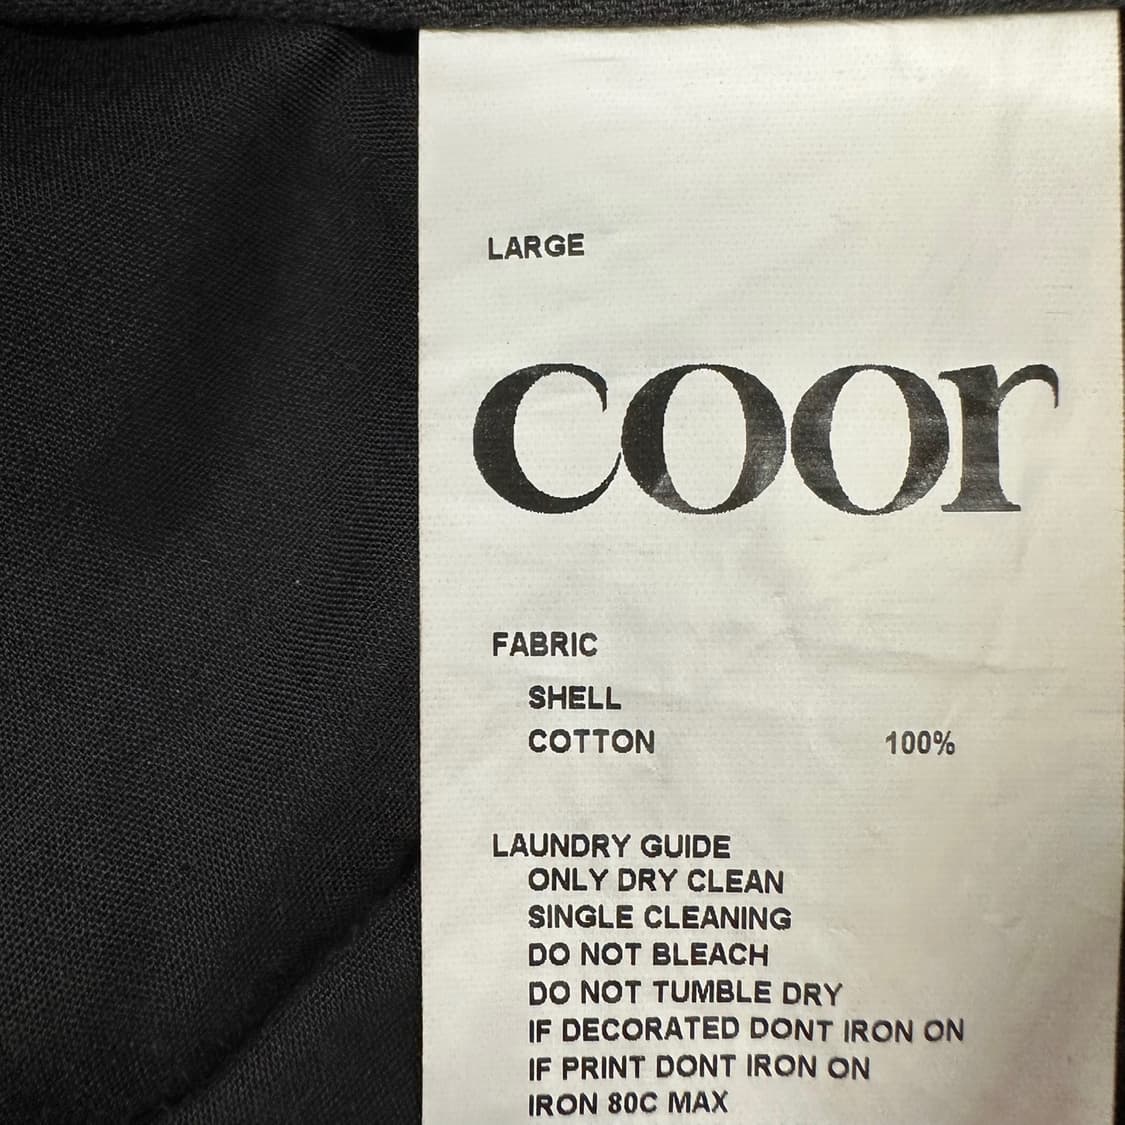 LARGE
coor
FABRIC
SHELL
COTTON 100%
LAUNDRY GUIDE
ONLY DRY CLEAN
SINGLE CLEANING
DO NOT BLEACH
DO NOT TUMBLE DRY
IF DECORATED DONT IRON ON
IF PRINT DONT IRON ON
IRON 80C MAX